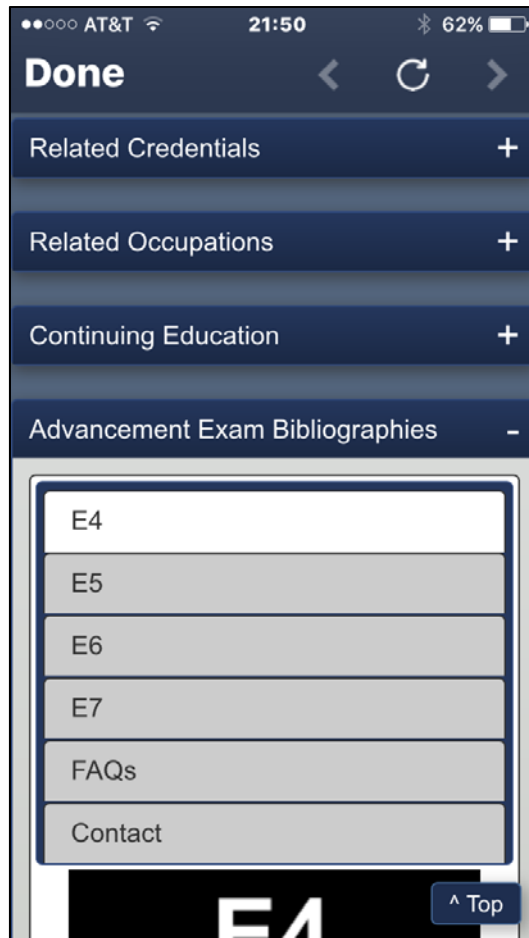 AT&T 21:50 62%
Done
Related Credentials +
Related Occupations +
Continuing Education +
Advancement Exam Bibliographies -
E4
E5
E6
E7
FAQs
Contact
E4
^ Top